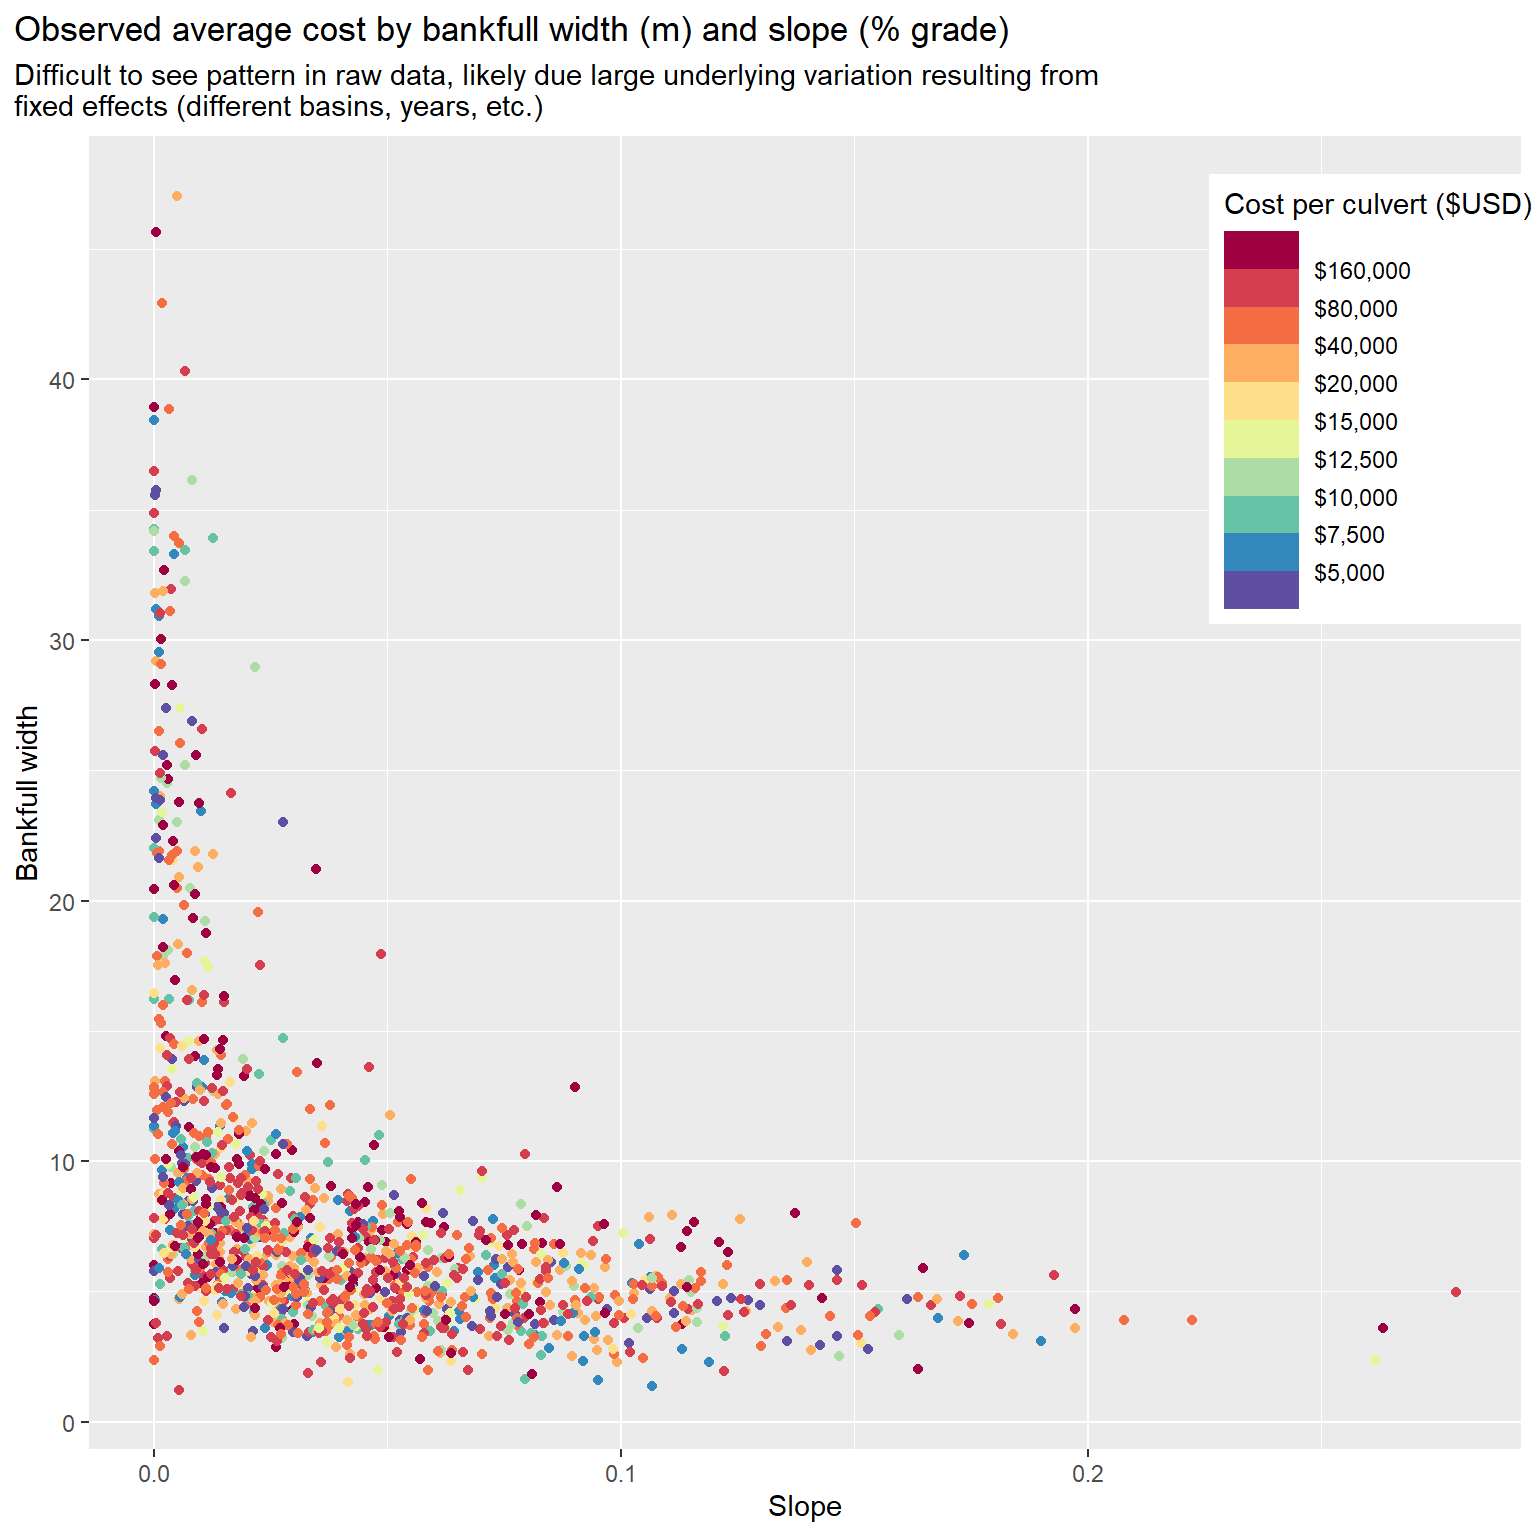 Observed average cost by bankfull width (m) and slope (% grade)
Difficult to see pattern in raw data, likely due large underlying variation resulting from
fixed effects (different basins, years, etc.)
Cost per culvert ($USD)
$160,000
$80,000
$40,000
$20,000
$15,000
$12,500
$10,000
$7,500
$5,000
Bankfull width
40
30
20
10
0
0.0
0.1
0.2
Slope